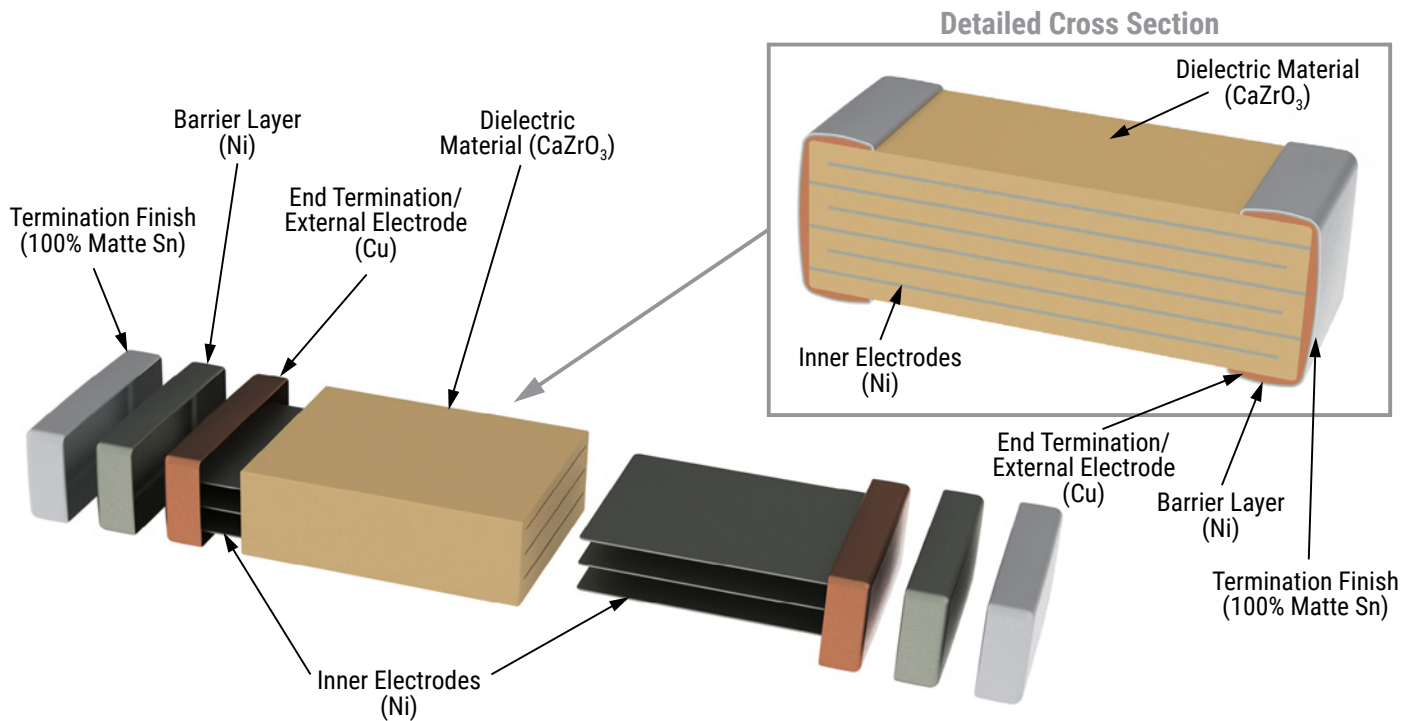 Detailed Cross Section
Dielectric Material
(CaZrO₃)
Barrier Layer
(Ni)
Dielectric
Material (CaZrO₃)
End Termination/
External Electrode
(Cu)
Termination Finish
(100% Matte Sn)
Inner Electrodes
(Ni)
End Termination/
External Electrode
(Cu)
Barrier Layer
(Ni)
Termination Finish
(100% Matte Sn)
Inner Electrodes
(Ni)